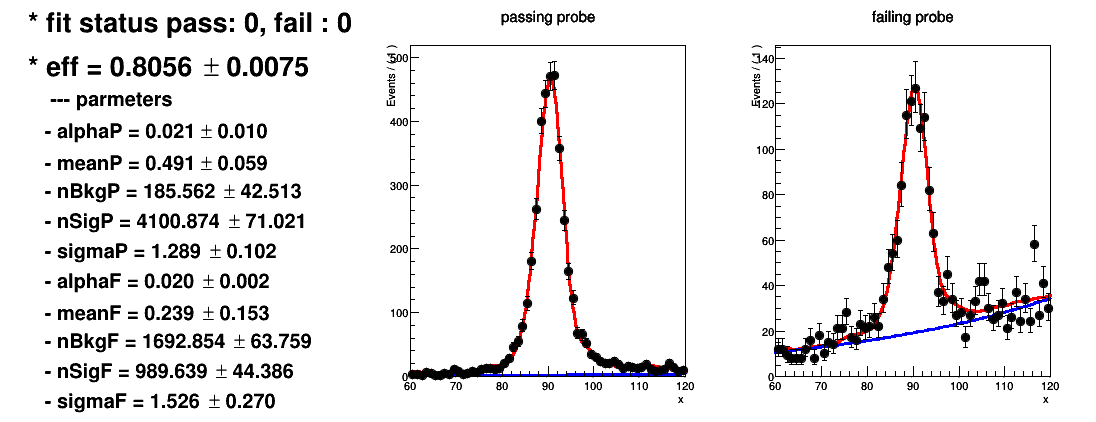 * fit status pass: 0, fail : 0
* eff = 0.8056 ± 0.0075
--- parmeters
- alphaP = 0.021 ± 0.010
- meanP = 0.491 ± 0.059
- nBkgP = 185.562 ± 42.513
- nSigP = 4100.874 ± 71.021
- sigmaP = 1.289 ± 0.102
- alphaF = 0.020 ± 0.002
- meanF = 0.239 ± 0.153
- nBkgF = 1692.854 ± 63.759
- nSigF = 989.639 ± 44.386
- sigmaF = 1.526 ± 0.270
passing probe
Events / ( 1 )
500
400
300
200
100
0
60 70 80 90 100 110 120
x
failing probe
Events / ( 1 )
140
120
100
80
60
40
20
0
60 70 80 90 100 110 120
x